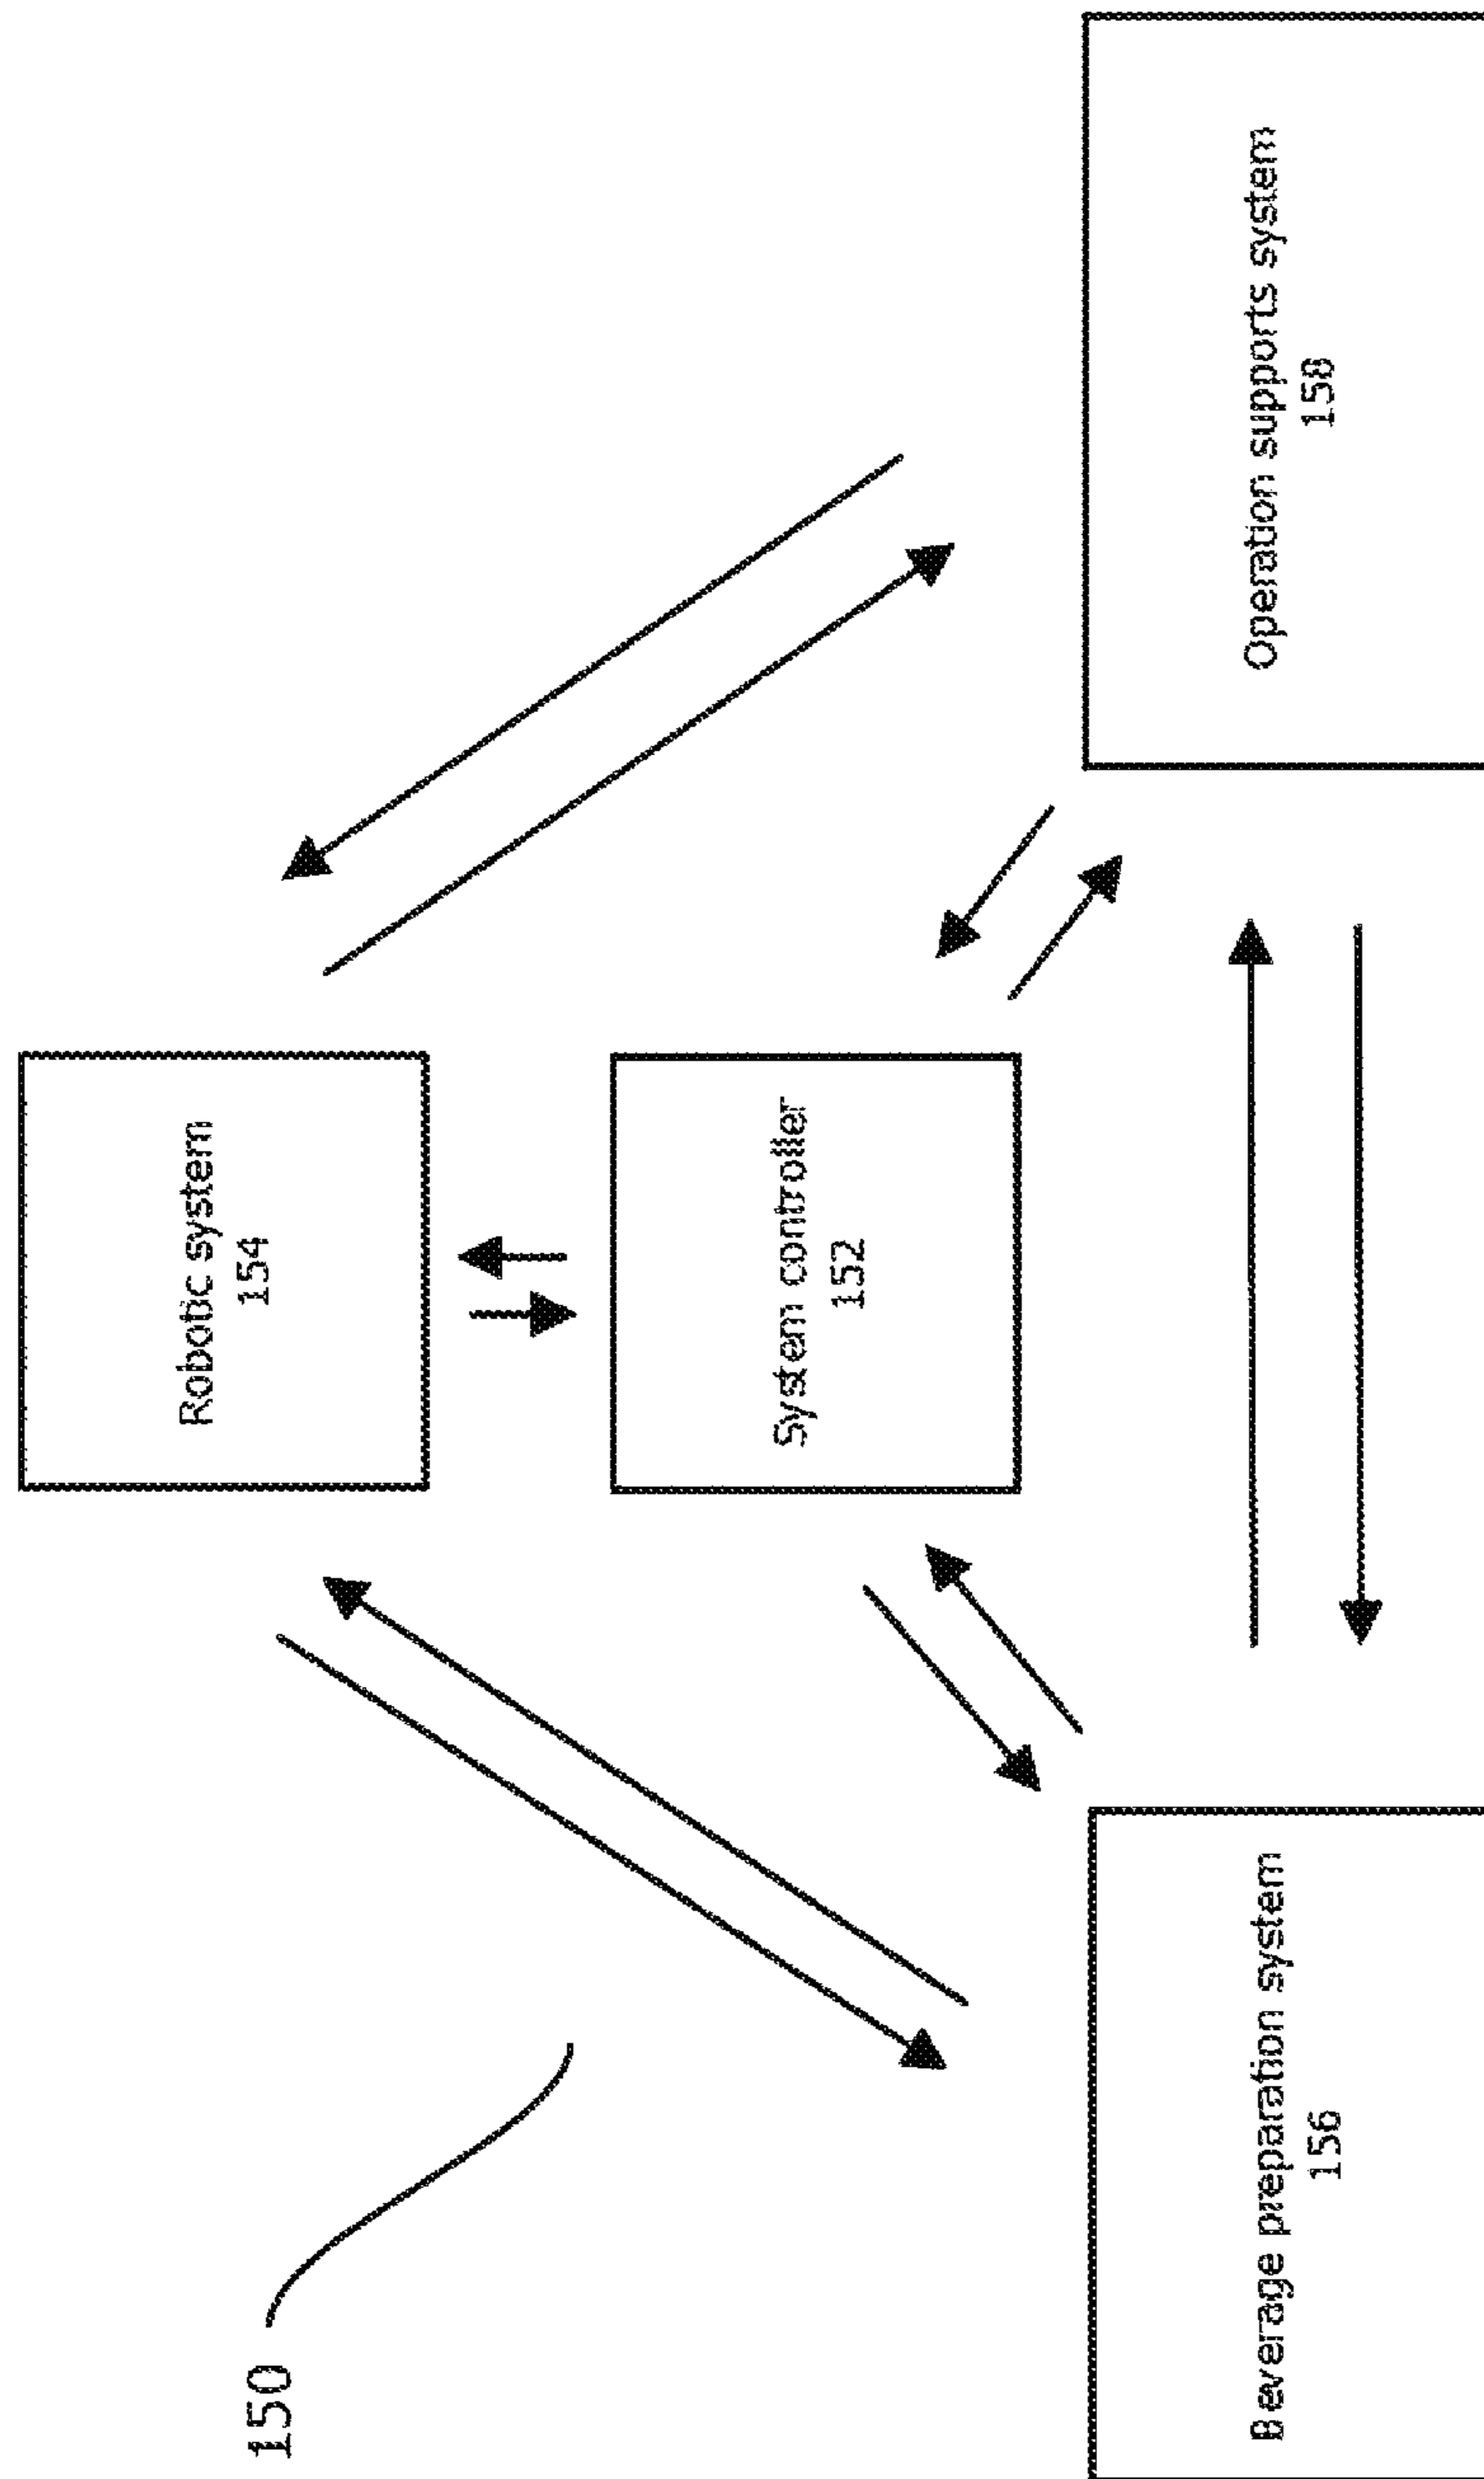 150
Robotic system
154
System controller
152
Beverage preparation system
156
Operation supports system
158